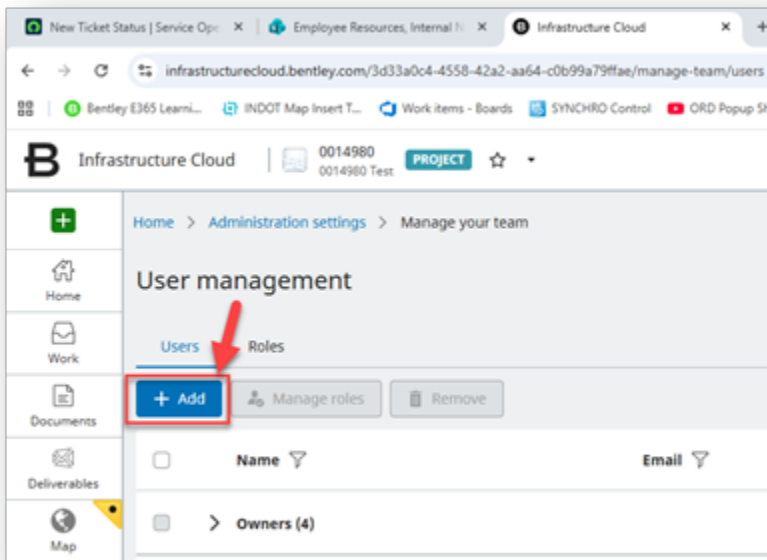 New Ticket Status | Service Ope
Employee Resources, Internal N
Infrastructure Cloud
infrastructurecloud.bentley.com/3d33a0c4-4558-42a2-aa64-c0b99a79ffae/manage-team/users
Bentley E365 Learni...
INDOT Map Insert T...
Work items - Boards
SYNCHRO Control
ORD Popup Sh
Infrastructure Cloud
0014980
0014980 Test
PROJECT
Home > Administration settings > Manage your team
Home
Work
Documents
Deliverables
Map
User management
Users
Roles
+ Add
Manage roles
Remove
Name
Email
> Owners (4)